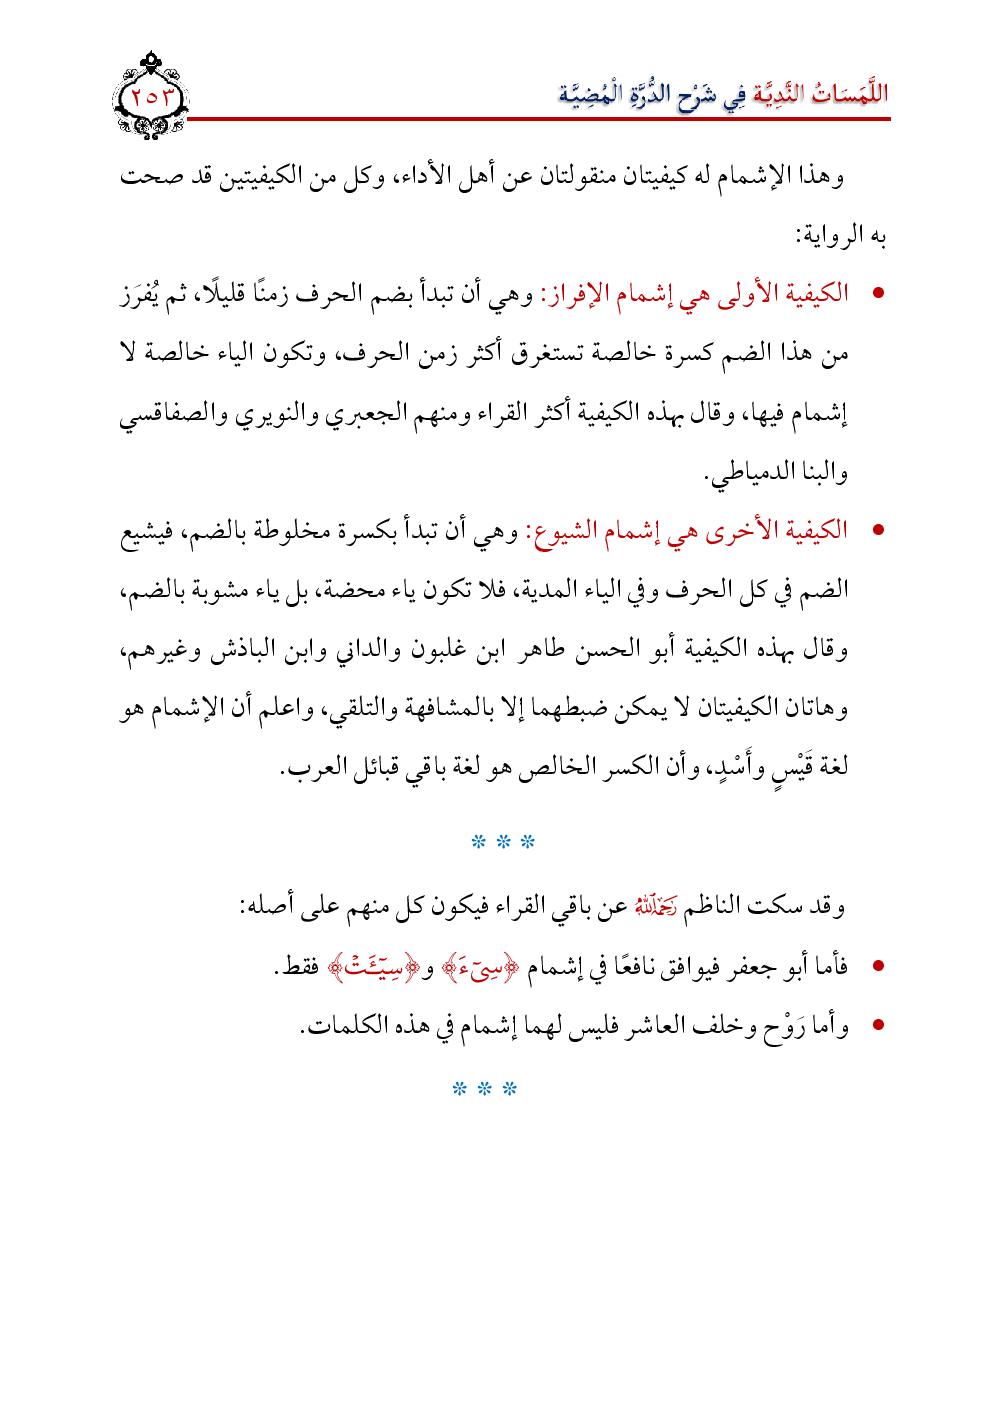 اللَّمَسَاتُ النَّدِيَّة فِي شَرْح الدُّرَّةِ الْمُضِيَّة
٢٥٣
وهذا الإشمام له كيفيتان منقولتان عن أهل الأداء، وكل من الكيفيتين قد صحت
به الرواية:
• الكيفية الأولى هي إشمام الإفراز: وهي أن تبدأ بضم الحرف زمنًا قليلًا، ثم يُفرَز
من هذا الضم كسرة خالصة تستغرق أكثر زمن الحرف، وتكون الياء خالصة لا
إشمام فيها، وقال بهذه الكيفية أكثر القراء ومنهم الجعبري والنويري والصفاقسي
والبنا الدمياطي.
• الكيفية الأخرى هي إشمام الشيوع: وهي أن تبدأ بكسرة مخلوطة بالضم، فيشيع
الضم في كل الحرف وفي الياء المدية، فلا تكون ياء محضة، بل ياء مشوبة بالضم،
وقال بهذه الكيفية أبو الحسن طاهر ابن غلبون والداني وابن الباذش وغيرهم،
وهاتان الكيفيتان لا يمكن ضبطهما إلا بالمشافهة والتلقي، واعلم أن الإشمام هو
لغة قَيْسٍ وأَسْدٍ، وأن الكسر الخالص هو لغة باقي قبائل العرب.
* * *
وقد سكت الناظم رَحِمَهُ اللَّهُ عن باقي القراء فيكون كل منهم على أصله:
• فأما أبو جعفر فيوافق نافعًا في إشمام ﴿سِيٓءَ﴾ و﴿سِيٓـَٔتْ﴾ فقط.
• وأما رَوْح وخلف العاشر فليس لهما إشمام في هذه الكلمات.
* * *